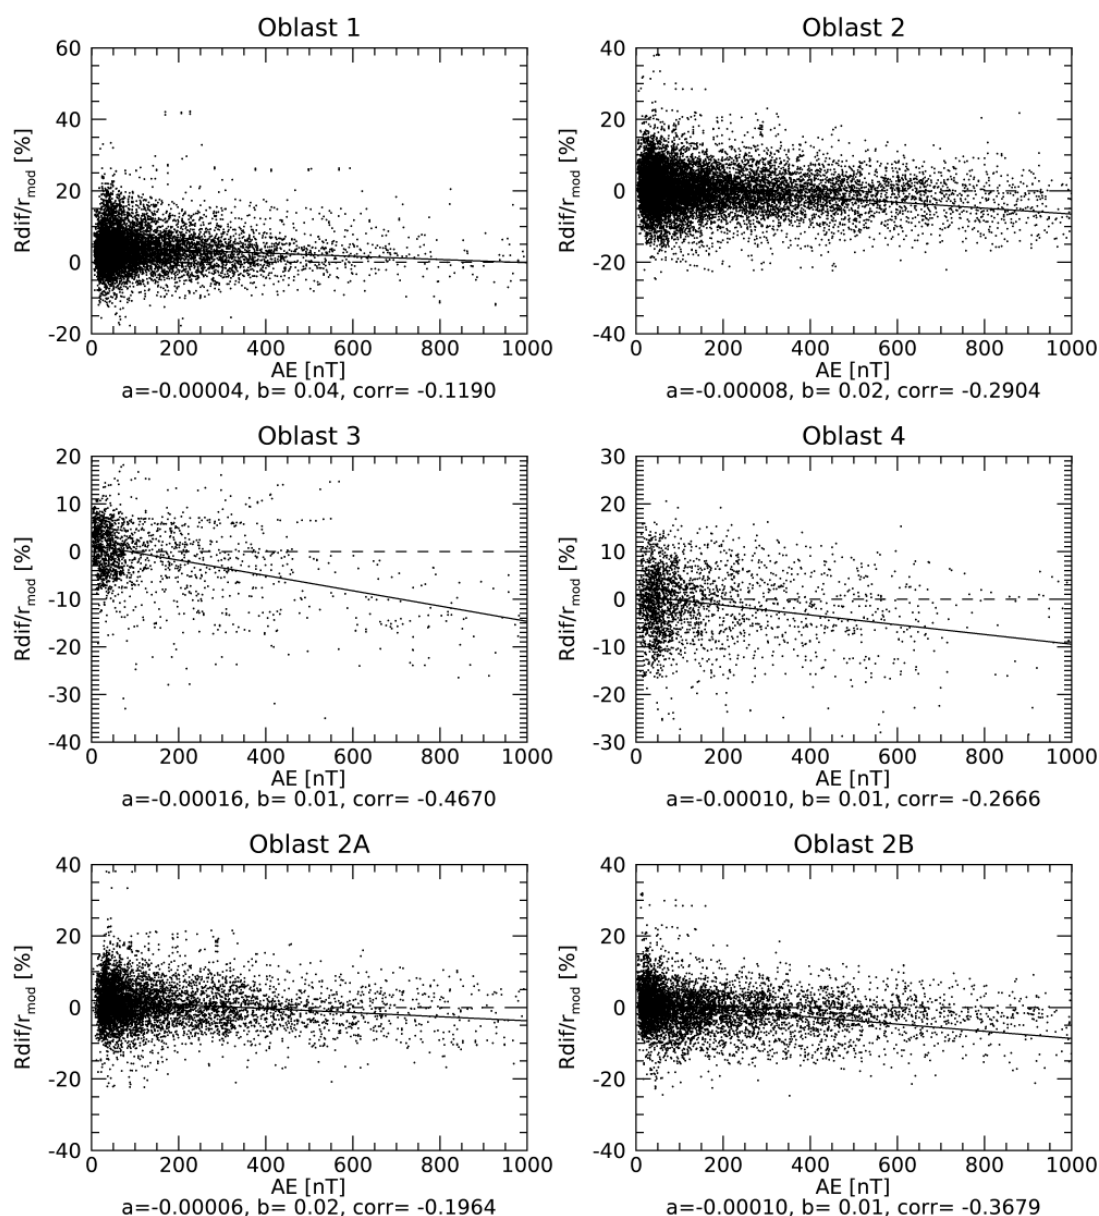 Oblast 1
60
40
20
0
-20
Rdif/rmod [%]
0 200 400 600 800 1000
AE [nT]
a=-0.00004, b= 0.04, corr= -0.1190
Oblast 2
40
20
0
-20
-40
Rdif/rmod [%]
0 200 400 600 800 1000
AE [nT]
a=-0.00008, b= 0.02, corr= -0.2904
Oblast 3
20
10
0
-10
-20
-30
-40
Rdif/rmod [%]
0 200 400 600 800 1000
AE [nT]
a=-0.00016, b= 0.01, corr= -0.4670
Oblast 4
30
20
10
0
-10
-20
-30
Rdif/rmod [%]
0 200 400 600 800 1000
AE [nT]
a=-0.00010, b= 0.01, corr= -0.2666
Oblast 2A
40
20
0
-20
-40
Rdif/rmod [%]
0 200 400 600 800 1000
AE [nT]
a=-0.00006, b= 0.02, corr= -0.1964
Oblast 2B
40
20
0
-20
-40
Rdif/rmod [%]
0 200 400 600 800 1000
AE [nT]
a=-0.00010, b= 0.01, corr= -0.3679